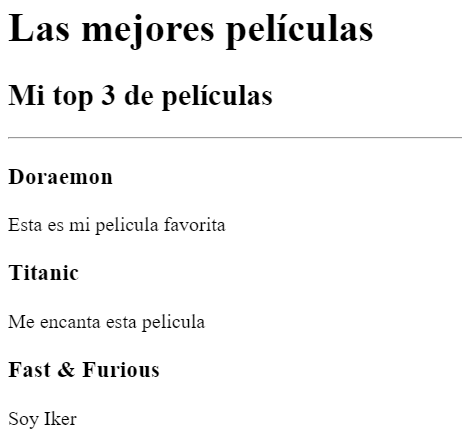 Las mejores películas
Mi top 3 de películas
Doraemon
Esta es mi pelicula favorita
Titanic
Me encanta esta pelicula
Fast & Furious
Soy Iker